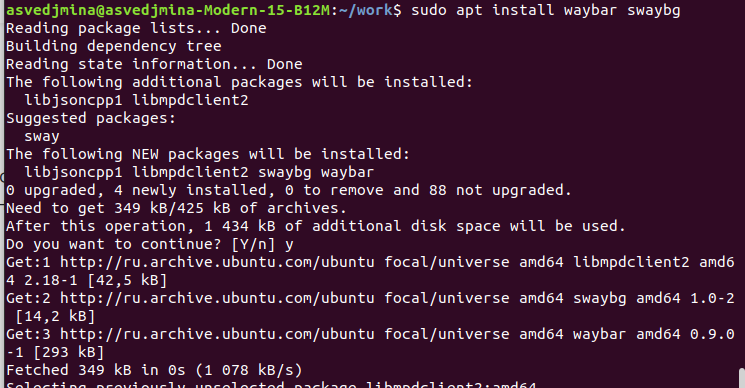 asvedjmina@asvedjmina-Modern-15-B12M:~/work$ sudo apt install waybar swaybg
Reading package lists... Done
Building dependency tree
Reading state information... Done
The following additional packages will be installed:
  libjsoncpp1 libmpdclient2
Suggested packages:
  sway
The following NEW packages will be installed:
  libjsoncpp1 libmpdclient2 swaybg waybar
0 upgraded, 4 newly installed, 0 to remove and 88 not upgraded.
Need to get 349 kB/425 kB of archives.
After this operation, 1 434 kB of additional disk space will be used.
Do you want to continue? [Y/n] y
Get:1 http://ru.archive.ubuntu.com/ubuntu focal/universe amd64 libmpdclient2 amd6
4 2.18-1 [42,5 kB]
Get:2 http://ru.archive.ubuntu.com/ubuntu focal/universe amd64 swaybg amd64 1.0-2
 [14,2 kB]
Get:3 http://ru.archive.ubuntu.com/ubuntu focal/universe amd64 waybar amd64 0.9.0
-1 [293 kB]
Fetched 349 kB in 0s (1 078 kB/s)
Selecting previously unselected package libmpdclient2:amd64